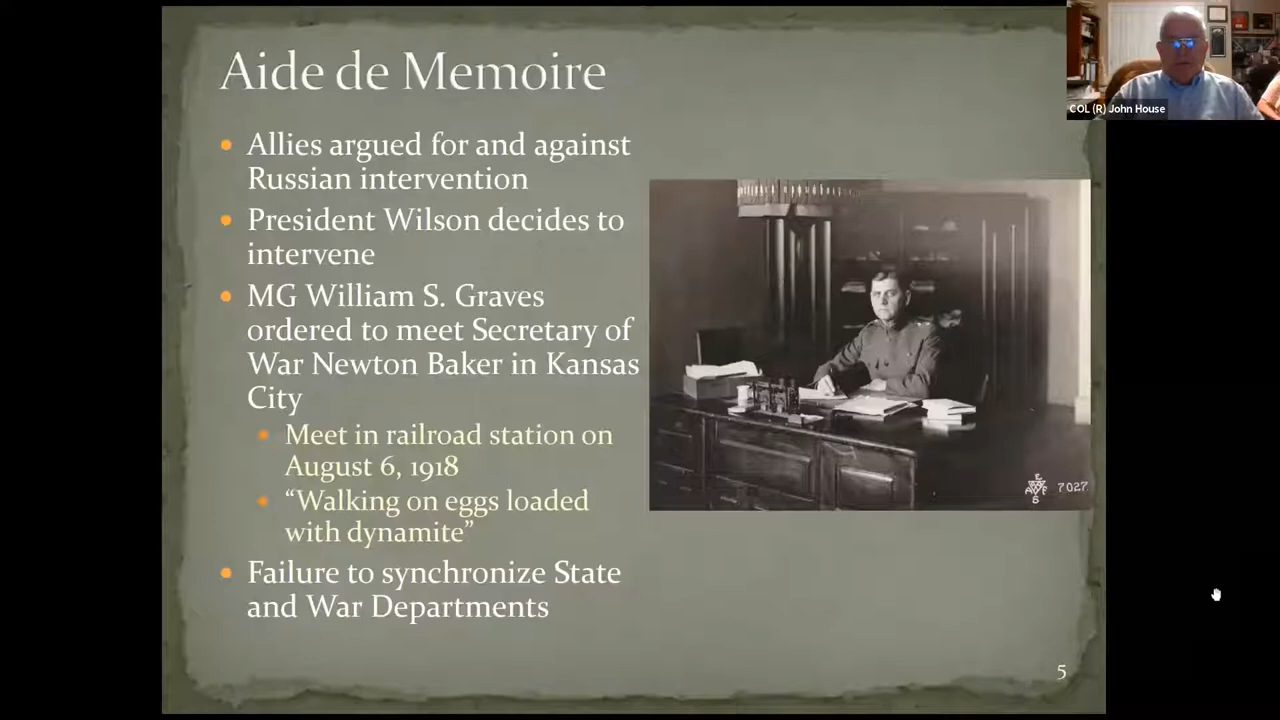 Aide de Memoire
COL (R) John House
Allies argued for and against
Russian intervention
President Wilson decides to
intervene
MG William S. Graves
ordered to meet Secretary of
War Newton Baker in Kansas
City
Meet in railroad station on
August 6, 1918
“Walking on eggs loaded
with dynamite”
Failure to synchronize State
and War Departments
7027
5